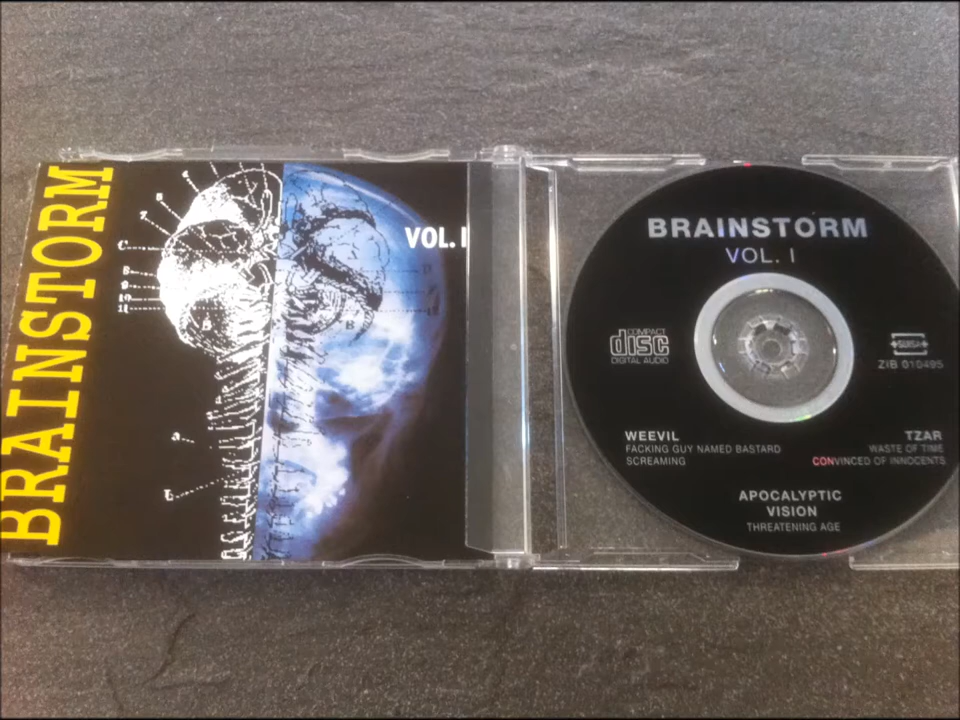 BRAINSTORM
VOL. I
C
B
B
a
BRAINSTORM
VOL. I
COMPACT
disc
DIGITAL AUDIO
SUISA
ZIB 010495
WEEVIL
FACKING GUY NAMED BASTARD
SCREAMING
TZAR
WASTE OF TIME
CONVINCED OF INNOCENTS
APOCALYPTIC
VISION
THREATENING AGE